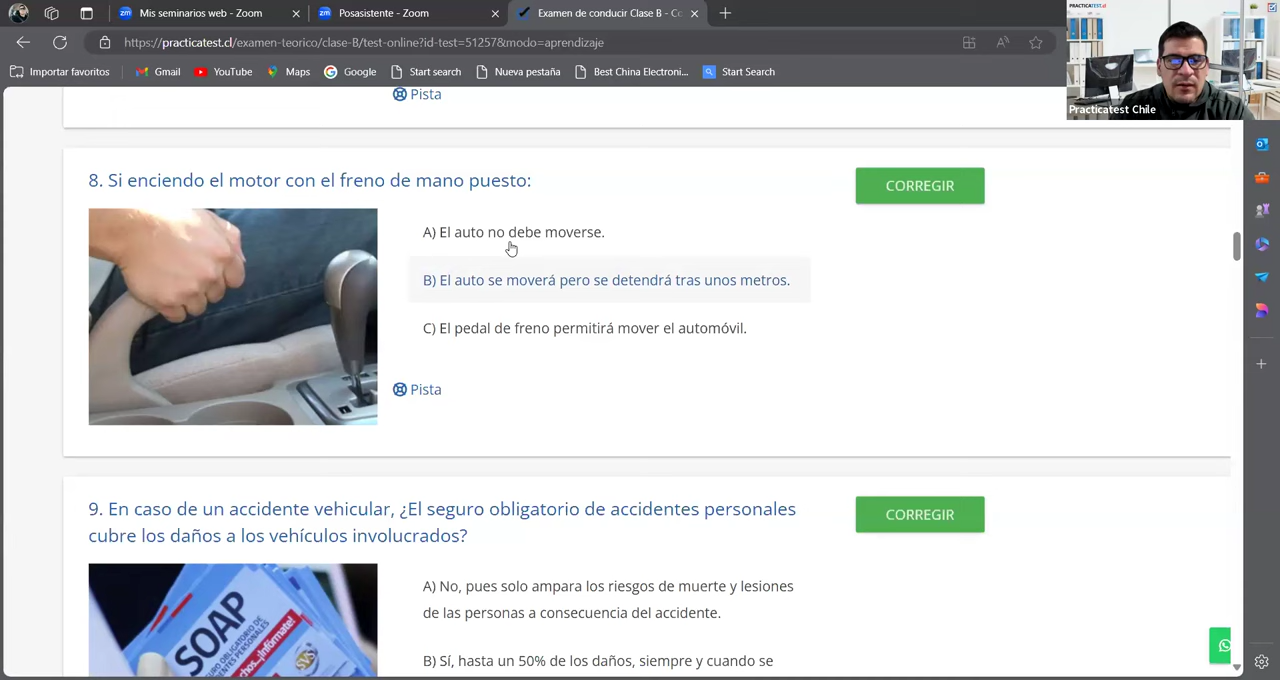 Mis seminarios web - Zoom
Posasistente - Zoom
Examen de conducir Clase B - Co
https://practicatest.cl/examen-teorico/clase-B/test-online?id-test=51257&modo=aprendizaje
Importar favoritos
Gmail
YouTube
Maps
Google
Start search
Nueva pestaña
Best China Electroni...
Start Search
PRACTICATEST.cl
Practicatest Chile
Pista
8. Si enciendo el motor con el freno de mano puesto:
CORREGIR
A) El auto no debe moverse.
B) El auto se moverá pero se detendrá tras unos metros.
C) El pedal de freno permitirá mover el automóvil.
Pista
9. En caso de un accidente vehicular, ¿El seguro obligatorio de accidentes personales
cubre los daños a los vehículos involucrados?
CORREGIR
A) No, pues solo ampara los riesgos de muerte y lesiones
de las personas a consecuencia del accidente.
SOAP
B) Sí, hasta un 50% de los daños, siempre y cuando se